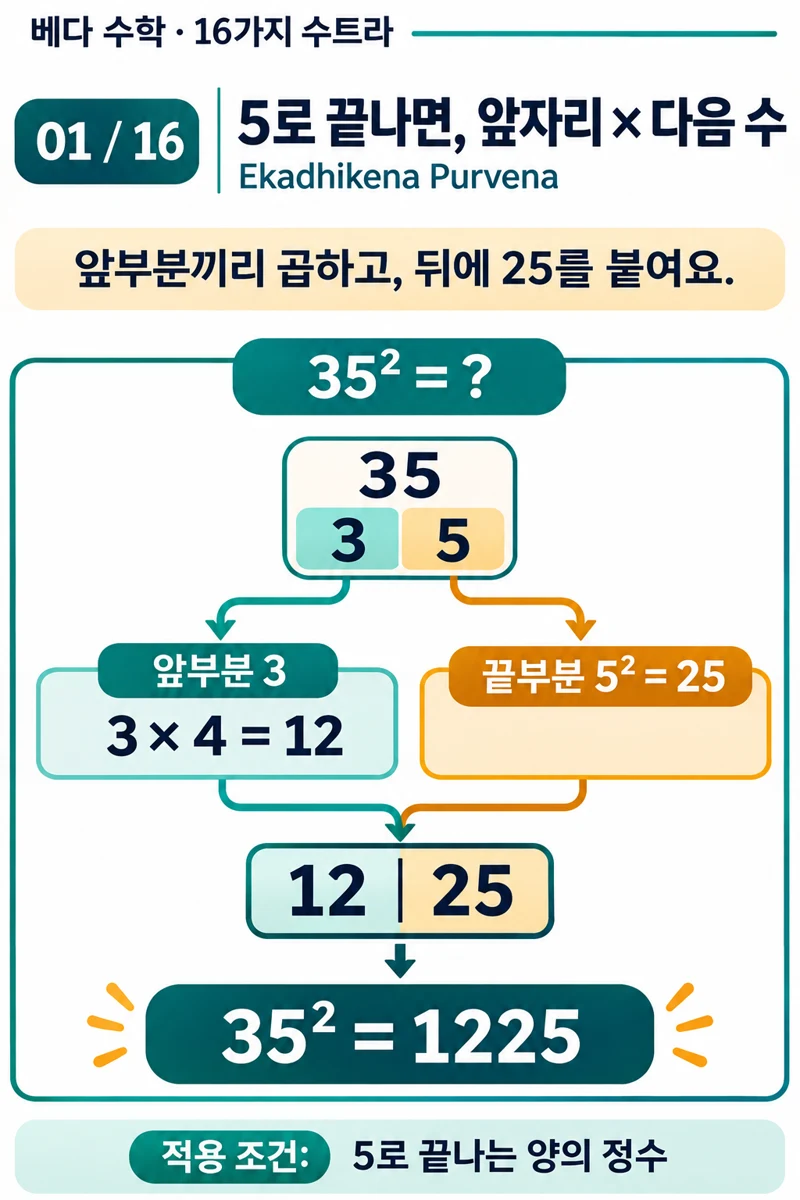 베다 수학 · 16가지 수트라
01 / 16
5로 끝나면, 앞자리 × 다음 수
Ekadhikena Purvena
앞부분끼리 곱하고, 뒤에 25를 붙여요.
35² = ?
35
3 5
앞부분 3
3 × 4 = 12
끝부분 5² = 25
12 | 25
35² = 1225
적용 조건: 5로 끝나는 양의 정수